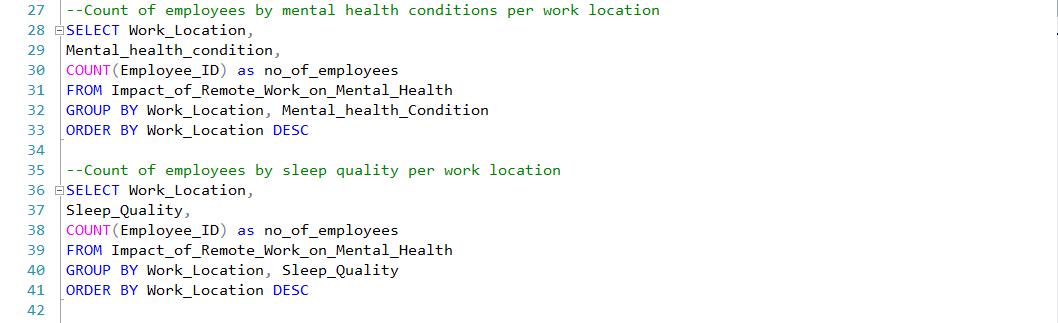 27 --Count of employees by mental health conditions per work location
28 SELECT Work_Location,
29 Mental_health_condition,
30 COUNT(Employee_ID) as no_of_employees
31 FROM Impact_of_Remote_Work_on_Mental_Health
32 GROUP BY Work_Location, Mental_health_Condition
33 ORDER BY Work_Location DESC
34
35 --Count of employees by sleep quality per work location
36 SELECT Work_Location,
37 Sleep_Quality,
38 COUNT(Employee_ID) as no_of_employees
39 FROM Impact_of_Remote_Work_on_Mental_Health
40 GROUP BY Work_Location, Sleep_Quality
41 ORDER BY Work_Location DESC
42